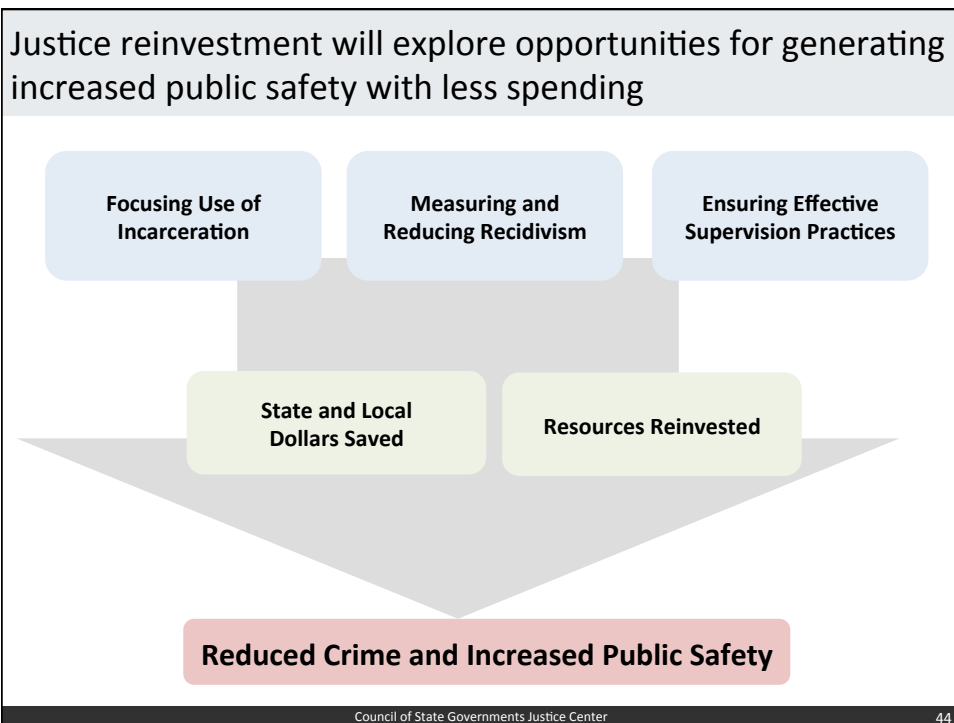 Justice reinvestment will explore opportunities for generating
increased public safety with less spending
Focusing Use of
Incarceration
Measuring and
Reducing Recidivism
Ensuring Effective
Supervision Practices
State and Local
Dollars Saved
Resources Reinvested
Reduced Crime and Increased Public Safety
Council of State Governments Justice Center
44